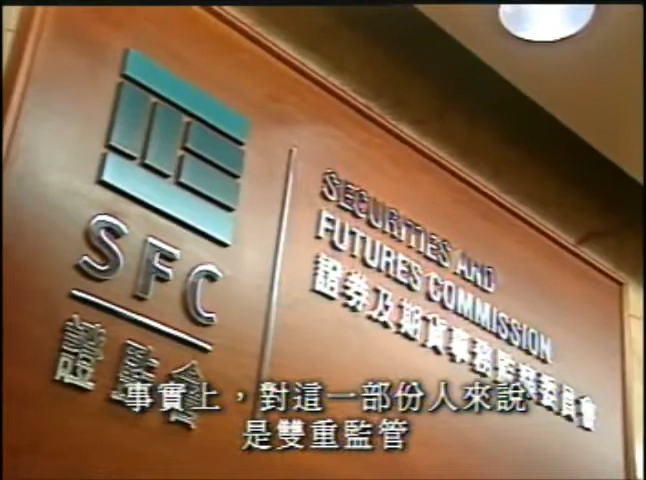 SFC
證監會
SECURITIES AND
FUTURES COMMISSION
證券及期貨事務監察委員會
事實上，對這一部份人來說
是雙重監管